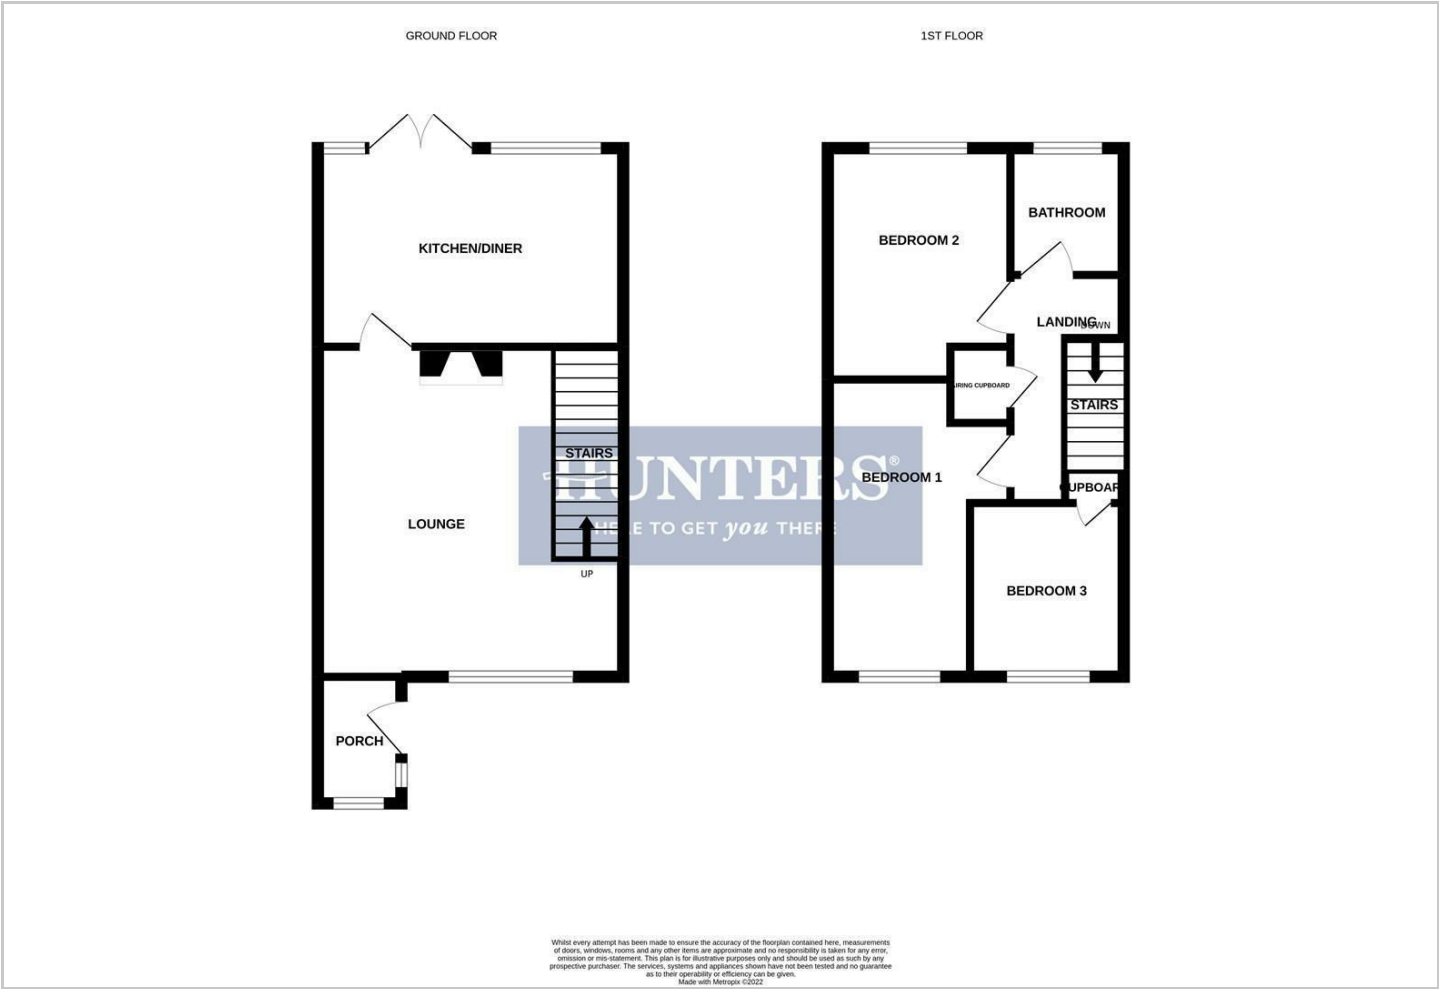 GROUND FLOOR
1ST FLOOR
KITCHEN/DINER
BEDROOM 2
BATHROOM
LANDING
DOWN
IRING CUPBOARD
STAIRS
STAIRS
HUNTERS®
HERE TO GET you THERE
BEDROOM 1
CUPBOAR
LOUNGE
UP
BEDROOM 3
PORCH
Whilst every attempt has been made to ensure the accuracy of the floorplan contained here, measurements
of doors, windows, rooms and any other items are approximate and no responsibility is taken for any error,
omission or mis-statement. This plan is for illustrative purposes only and should be used as such by any
prospective purchaser. The services, systems and appliances shown have not been tested and no guarantee
as to their operability or efficiency can be given.
Made with Metropix ©2022